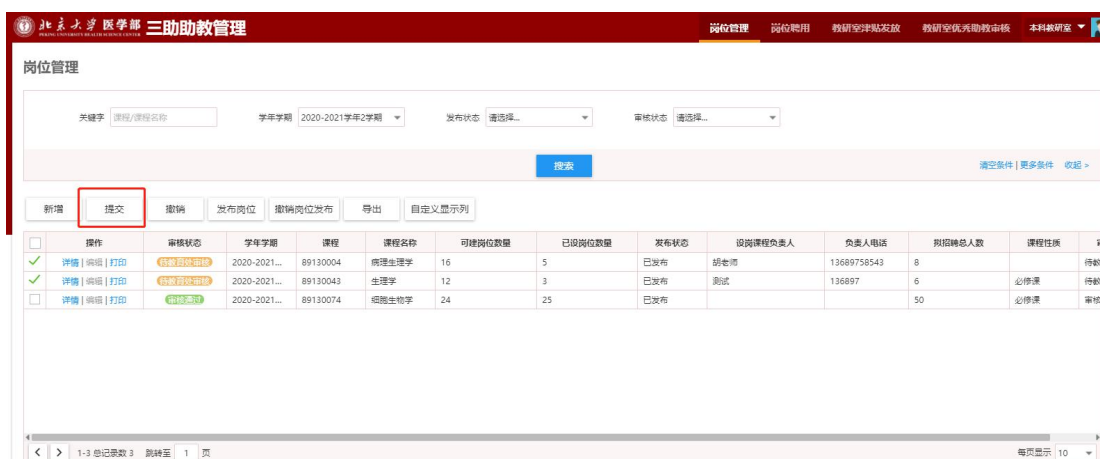 北京大学 医学部 三助助教管理 岗位管理 岗位聘用 教研室津贴发放 教研室优秀助教审核 本科教研室
PEKING UNIVERSITY HEALTH SCIENCE CENTER
岗位管理
关键字 课程/课程名称 学年学期 2020-2021学年2学期 发布状态 请选择... 审核状态 请选择...
搜索 清空条件 | 更多条件 收起 >
新增 提交 撤销 发布岗位 撤销岗位发布 导出 自定义显示列
操作 审核状态 学年学期 课程 课程名称 可建岗位数量 已设岗位数量 发布状态 设岗课程负责人 负责人电话 拟招聘总人数 课程性质
详情 | 编辑 | 打印 待教育处审核 2020-2021... 89130004 病理生理学 16 5 已发布 胡老师 13689758543 8 待教
详情 | 编辑 | 打印 待教育处审核 2020-2021... 89130043 生理学 12 3 已发布 测试 136897 6 必修课 待教
详情 | 编辑 | 打印 审核通过 2020-2021... 89130074 细胞生物学 24 25 已发布 50 必修课 审核
< > 1-3 总记录数 3 跳转至 1 页 每页显示 10